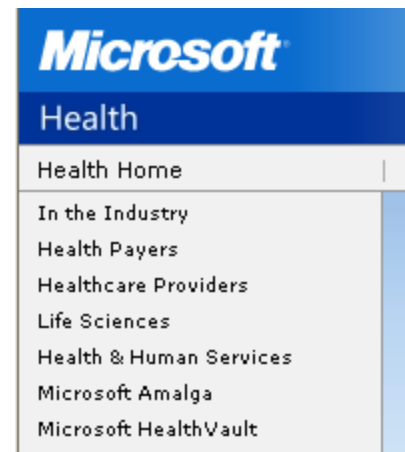 Microsoft
Health
Health Home |
In the Industry
Health Payers
Healthcare Providers
Life Sciences
Health & Human Services
Microsoft Amalga
Microsoft HealthVault